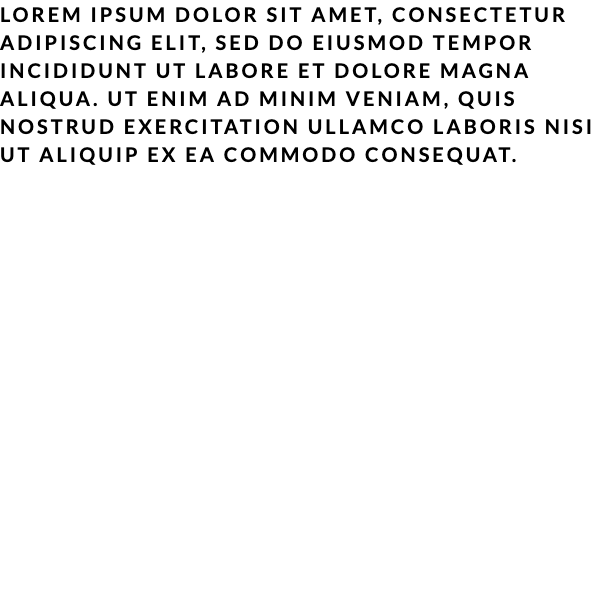 LOREM IPSUM DOLOR SIT AMET, CONSECTETUR
ADIPISCING ELIT, SED DO EIUSMOD TEMPOR
INCIDIDUNT UT LABORE ET DOLORE MAGNA
ALIQUA. UT ENIM AD MINIM VENIAM, QUIS
NOSTRUD EXERCITATION ULLAMCO LABORIS NISI
UT ALIQUIP EX EA COMMODO CONSEQUAT.